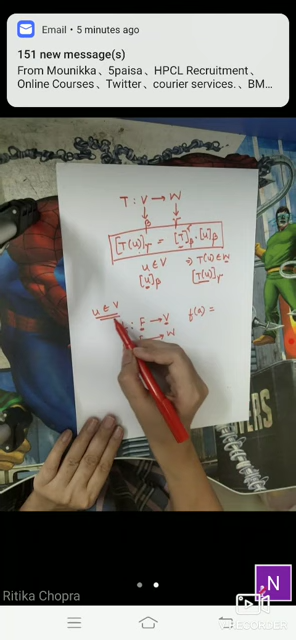 Email • 5 minutes ago
151 new message(s)
From Mounikka、5paisa、HPCL Recruitment、
Online Courses、Twitter、courier services.、BM...
T : V → W
↓ ↓
β γ
[T(u)]γ = [T]βγ · [u]β
u ∈ V ⇒ T(u) ∈ W
[u]β [T(u)]γ
u ∈ V
: F → V f(a) =
→ W
Ritika Chopra
N